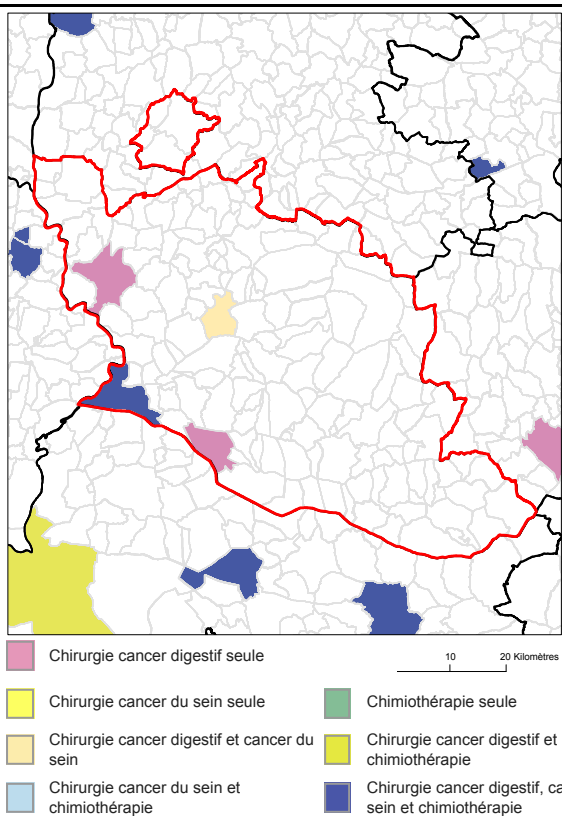 Chirurgie cancer digestif seule
10
20 Kilomètres
Chirurgie cancer du sein seule
Chimiothérapie seule
Chirurgie cancer digestif et cancer du
sein
Chirurgie cancer digestif et
chimiothérapie
Chirurgie cancer du sein et
chimiothérapie
Chirurgie cancer digestif, ca
sein et chimiothérapie